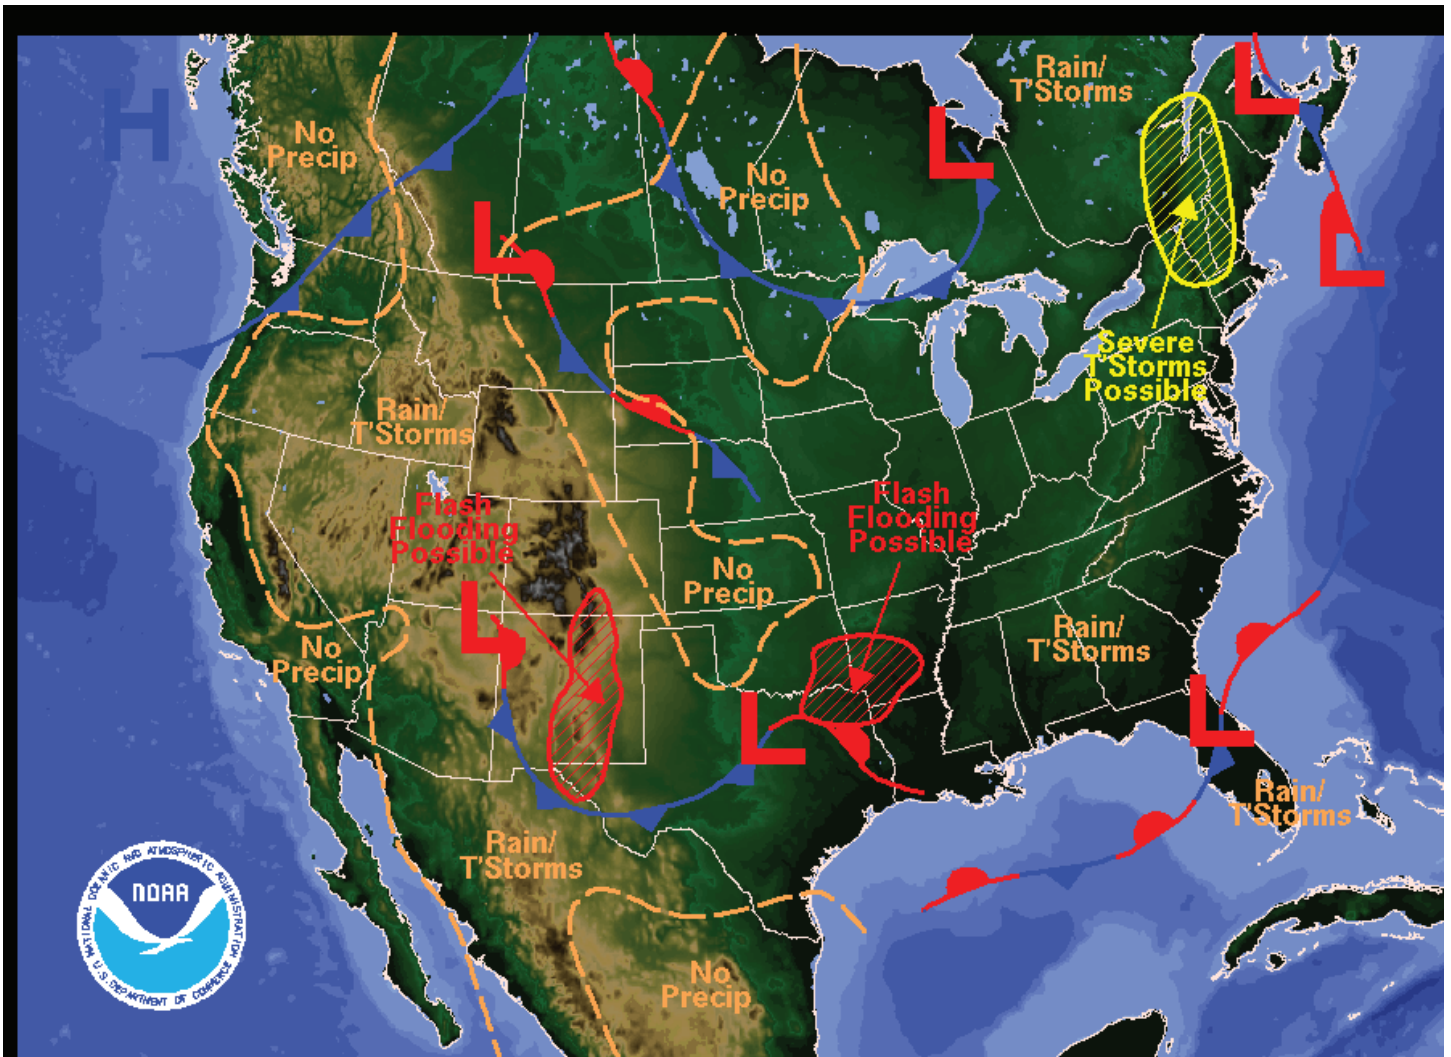 H
No
Precip
No
Precip
Rain/
T'Storms
L
L
L
L
L
Severe
T'Storms
Possible
Rain/
T'Storms
Flash
Flooding
Possible
Flash
Flooding
Possible
No
Precip
L
No
Precip
Rain/
T'Storms
L
L
Rain/
T'Storms
Rain/
T'Storms
No
Precip
NOAA
NATIONAL OCEANIC AND ATMOSPHERIC ADMINISTRATION
U.S. DEPARTMENT OF COMMERCE